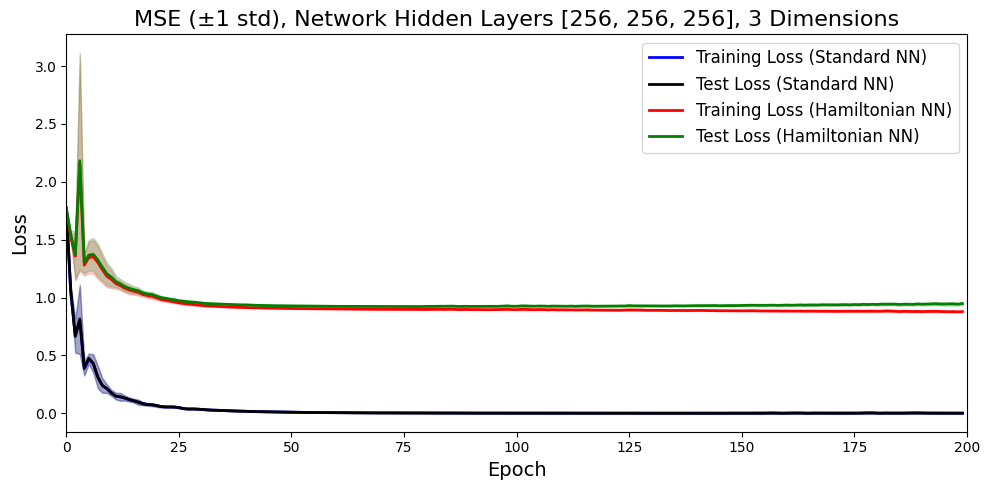 MSE (±1 std), Network Hidden Layers [256, 256, 256], 3 Dimensions
Training Loss (Standard NN)
Test Loss (Standard NN)
Training Loss (Hamiltonian NN)
Test Loss (Hamiltonian NN)
Loss
3.0
2.5
2.0
1.5
1.0
0.5
0.0
0 25 50 75 100 125 150 175 200
Epoch